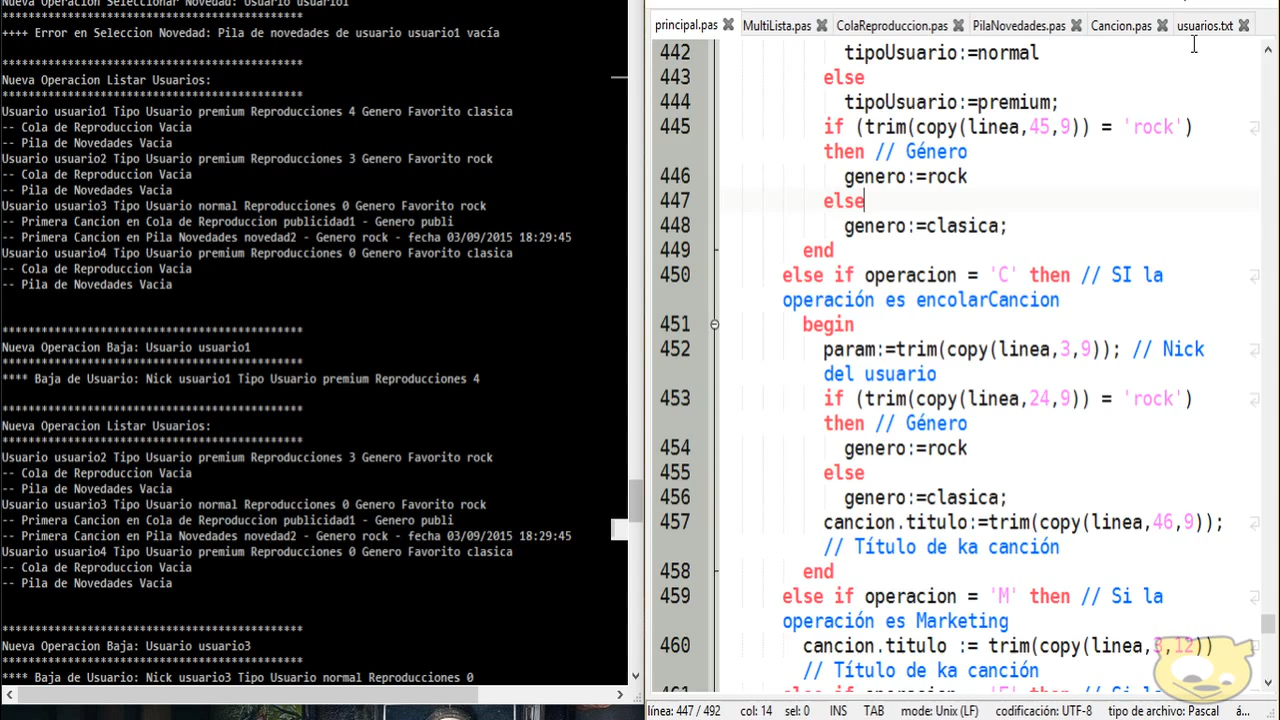 Nueva Operacion Seleccionar Novedad: Usuario usuario1
**********************************************
++++ Error en Seleccion Novedad: Pila de novedades de usuario usuario1 vacía
**********************************************
Nueva Operacion Listar Usuarios:
**********************************************
Usuario usuario1 Tipo Usuario premium Reproducciones 4 Genero Favorito clasica
-- Cola de Reproduccion Vacia
-- Pila de Novedades Vacia
Usuario usuario2 Tipo Usuario premium Reproducciones 3 Genero Favorito rock
-- Cola de Reproduccion Vacia
-- Pila de Novedades Vacia
Usuario usuario3 Tipo Usuario normal Reproducciones 0 Genero Favorito rock
-- Primera Cancion en Cola de Reproduccion publicidad1 - Genero publi
-- Primera Cancion en Pila Novedades novedad2 - Genero rock - fecha 03/09/2015 18:29:45
Usuario usuario4 Tipo Usuario premium Reproducciones 0 Genero Favorito clasica
-- Cola de Reproduccion Vacia
-- Pila de Novedades Vacia
**********************************************
Nueva Operacion Baja: Usuario usuario1
**********************************************
**** Baja de Usuario: Nick usuario1 Tipo Usuario premium Reproducciones 4
**********************************************
Nueva Operacion Listar Usuarios:
**********************************************
Usuario usuario2 Tipo Usuario premium Reproducciones 3 Genero Favorito rock
-- Cola de Reproduccion Vacia
-- Pila de Novedades Vacia
Usuario usuario3 Tipo Usuario normal Reproducciones 0 Genero Favorito rock
-- Primera Cancion en Cola de Reproduccion publicidad1 - Genero publi
-- Primera Cancion en Pila Novedades novedad2 - Genero rock - fecha 03/09/2015 18:29:45
Usuario usuario4 Tipo Usuario premium Reproducciones 0 Genero Favorito clasica
-- Cola de Reproduccion Vacia
-- Pila de Novedades Vacia
**********************************************
Nueva Operacion Baja: Usuario usuario3
**********************************************
**** Baja de Usuario: Nick usuario3 Tipo Usuario normal Reproducciones 0
principal.pas MultiLista.pas ColaReproduccion.pas PilaNovedades.pas Cancion.pas usuarios.txt
442 tipoUsuario:=normal
443 else
444 tipoUsuario:=premium;
445 if (trim(copy(linea,45,9)) = 'rock')
then // Género
446 genero:=rock
447 else
448 genero:=clasica;
449 end
450 else if operacion = 'C' then // SI la
operación es encolarCancion
451 begin
452 param:=trim(copy(linea,3,9)); // Nick
del usuario
453 if (trim(copy(linea,24,9)) = 'rock')
then // Género
454 genero:=rock
455 else
456 genero:=clasica;
457 cancion.titulo:=trim(copy(linea,46,9));
// Título de ka canción
458 end
459 else if operacion = 'M' then // Si la
operación es Marketing
460 cancion.titulo := trim(copy(linea,3,12))
// Título de ka canción
línea: 447 / 492 col: 14 sel: 0 INS TAB modo: Unix (LF) codificación: UTF-8 tipo de archivo: Pascal á...